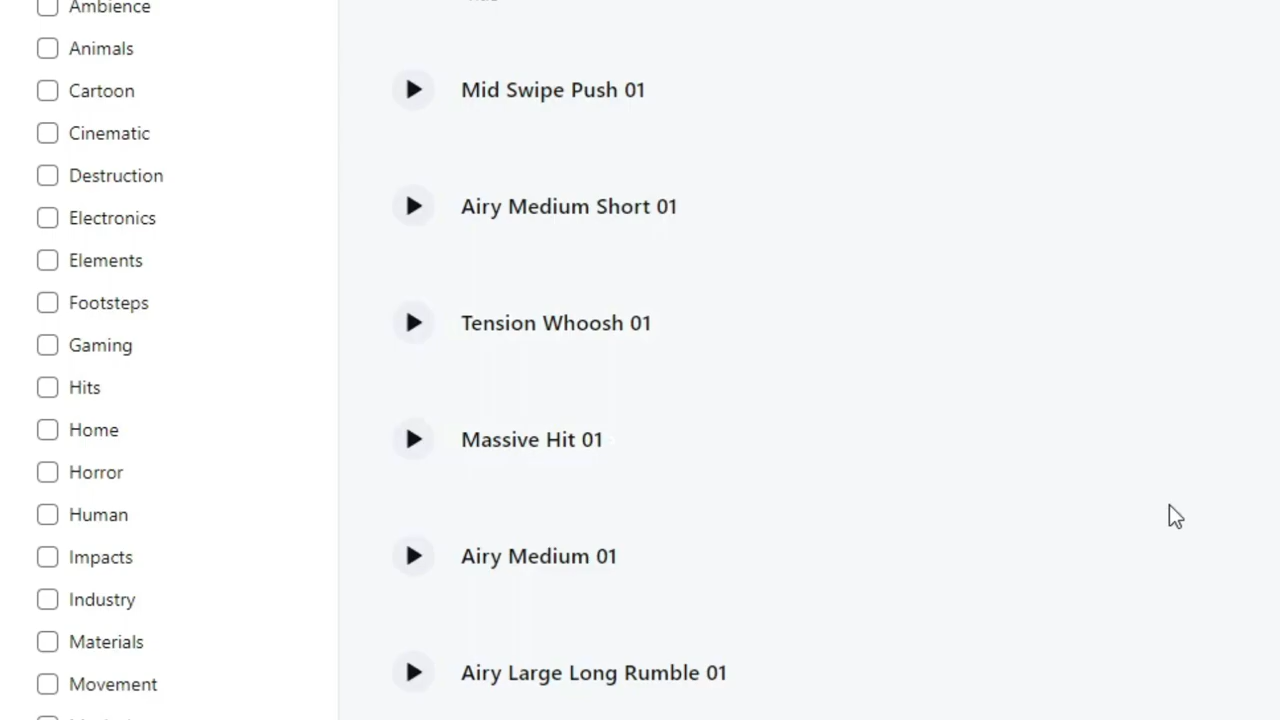 Ambience
Animals
Cartoon
Cinematic
Destruction
Electronics
Elements
Footsteps
Gaming
Hits
Home
Horror
Human
Impacts
Industry
Materials
Movement
Mid Swipe Push 01
Airy Medium Short 01
Tension Whoosh 01
Massive Hit 01
Airy Medium 01
Airy Large Long Rumble 01